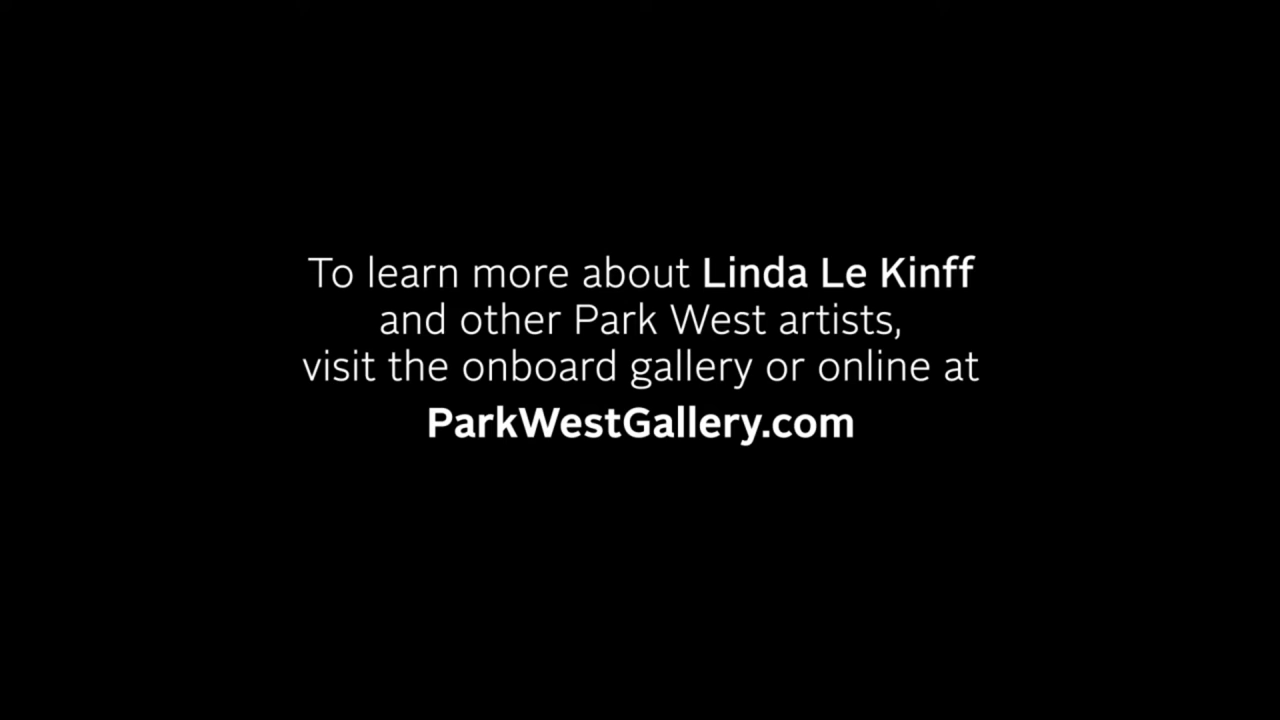 To learn more about Linda Le Kinff
and other Park West artists,
visit the onboard gallery or online at
ParkWestGallery.com